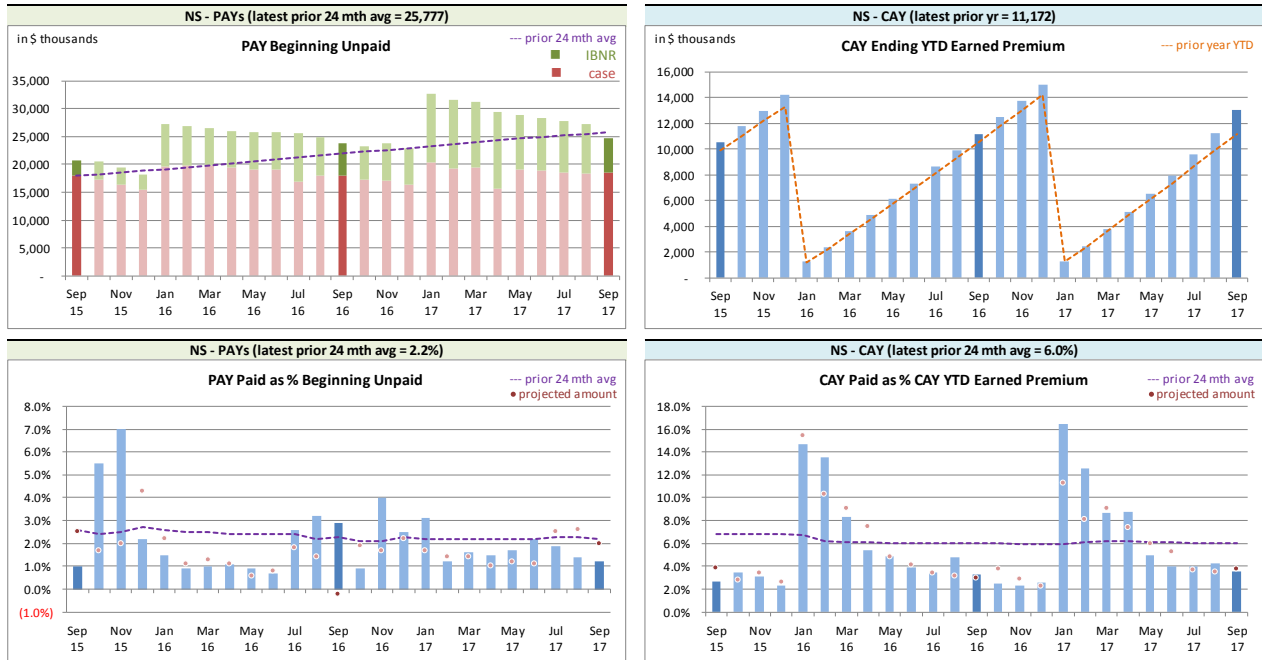 NS - PAYs (latest prior 24 mth avg = 25,777)
in $ thousands
PAY Beginning Unpaid
--- prior 24 mth avg
IBNR
case
35,000
30,000
25,000
20,000
15,000
10,000
5,000
-
Sep Nov Jan Mar May Jul Sep Nov Jan Mar May Jul Sep
15 15 16 16 16 16 16 16 17 17 17 17 17
NS - CAY (latest prior yr = 11,172)
in $ thousands
CAY Ending YTD Earned Premium
--- prior year YTD
16,000
14,000
12,000
10,000
8,000
6,000
4,000
2,000
-
Sep Nov Jan Mar May Jul Sep Nov Jan Mar May Jul Sep
15 15 16 16 16 16 16 16 17 17 17 17 17
NS - PAYs (latest prior 24 mth avg = 2.2%)
PAY Paid as % Beginning Unpaid
--- prior 24 mth avg
projected amount
8.0%
7.0%
6.0%
5.0%
4.0%
3.0%
2.0%
1.0%
0.0%
(1.0%)
Sep Nov Jan Mar May Jul Sep Nov Jan Mar May Jul Sep
15 15 16 16 16 16 16 16 17 17 17 17 17
NS - CAY (latest prior 24 mth avg = 6.0%)
CAY Paid as % CAY YTD Earned Premium
--- prior 24 mth avg
projected amount
18.0%
16.0%
14.0%
12.0%
10.0%
8.0%
6.0%
4.0%
2.0%
0.0%
Sep Nov Jan Mar May Jul Sep Nov Jan Mar May Jul Sep
15 15 16 16 16 16 16 16 17 17 17 17 17